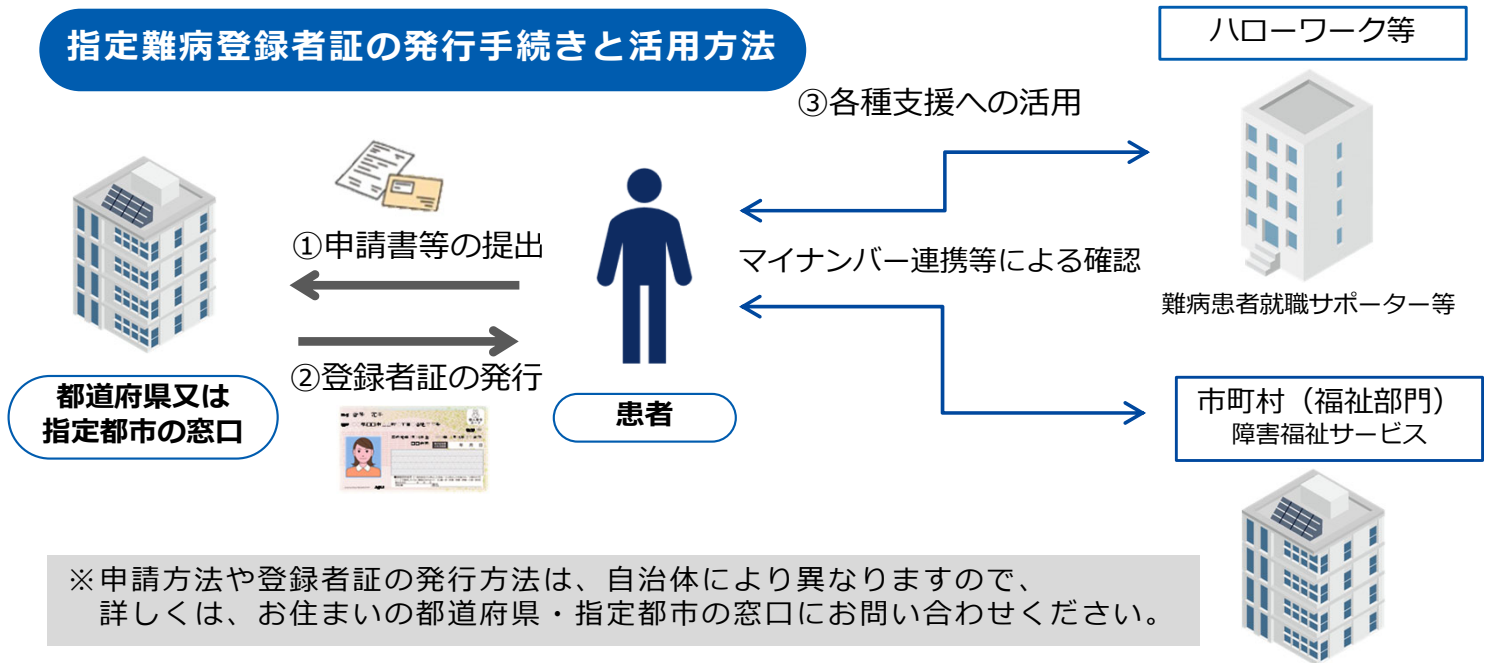 指定難病登録者証の発行手続きと活用方法
ハローワーク等
③各種支援への活用
①申請書等の提出
マイナンバー連携等による確認
難病患者就職サポーター等
②登録者証の発行
都道府県又は
指定都市の窓口
患者
市町村（福祉部門）
障害福祉サービス
※申請方法や登録者証の発行方法は、自治体により異なりますので、
詳しくは、お住まいの都道府県・指定都市の窓口にお問い合わせください。